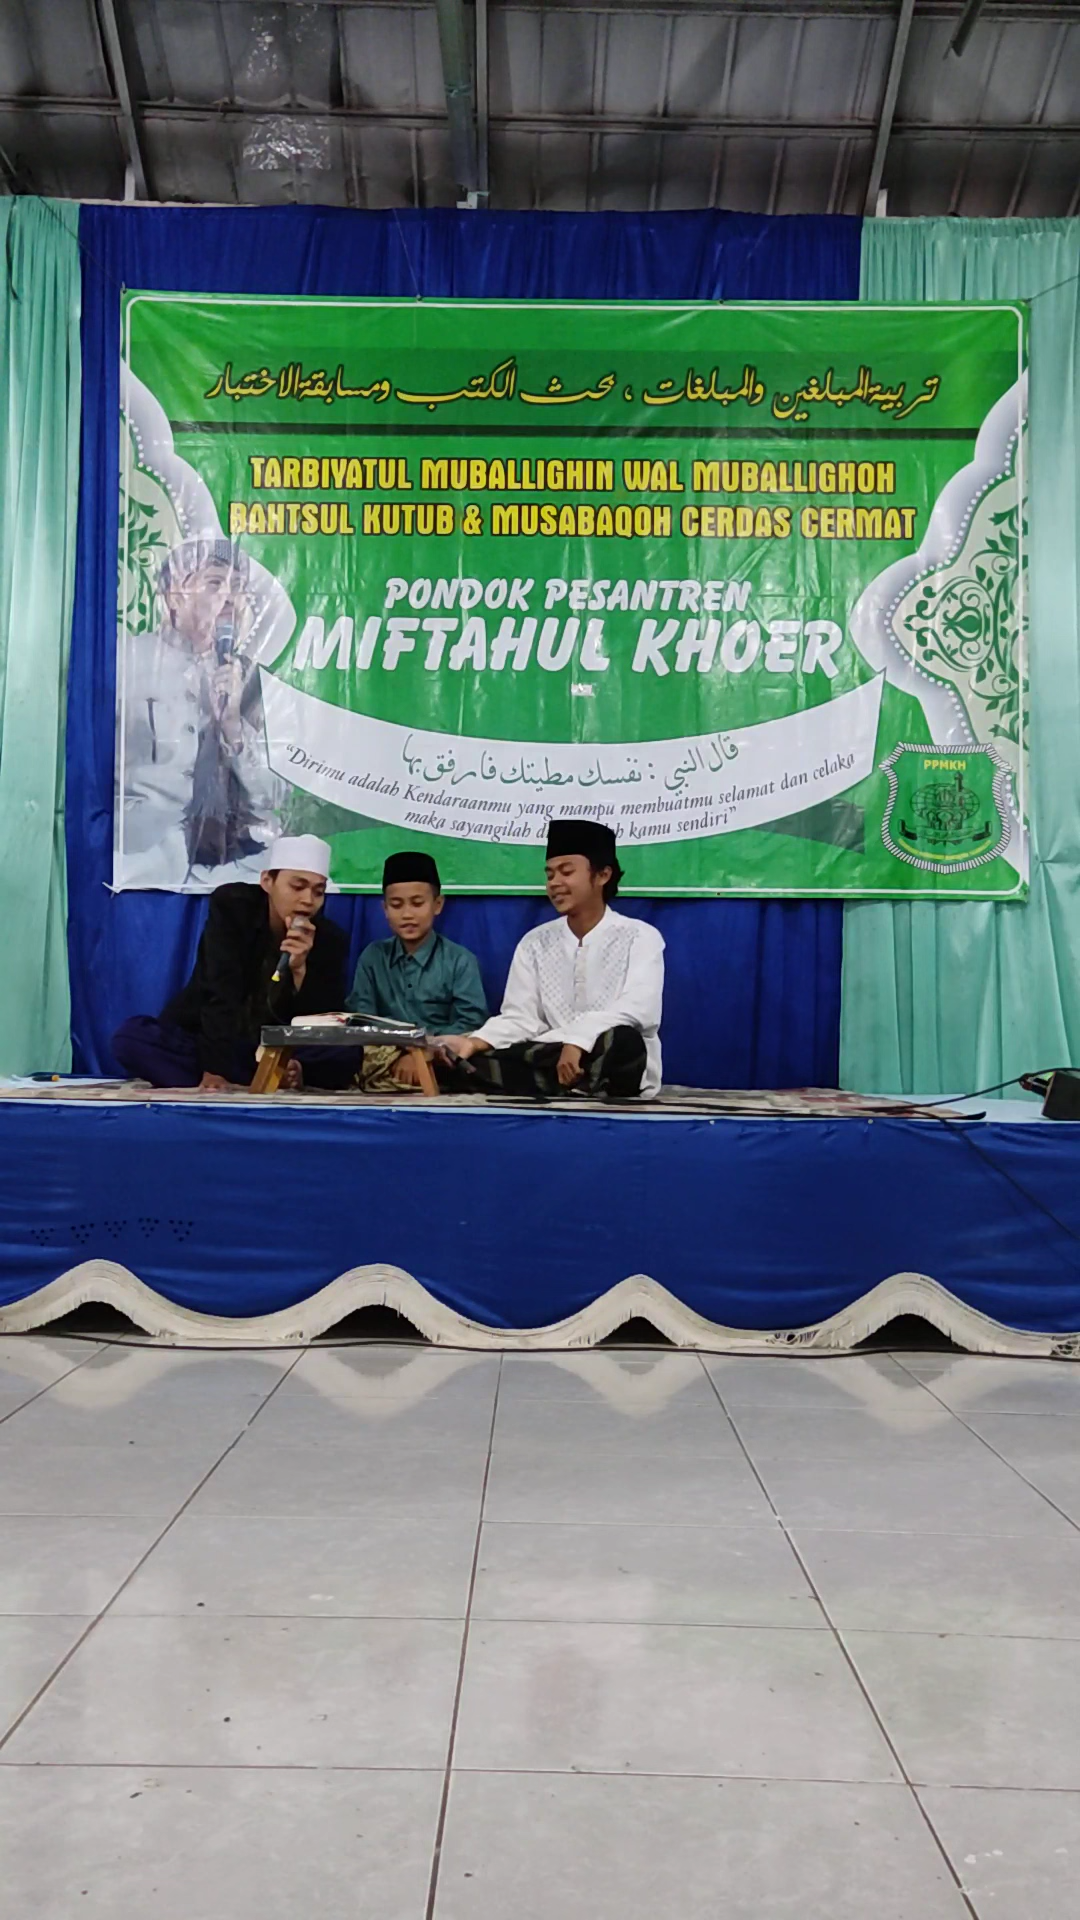 تربية المبلغين والمبلغات ، بحث الكتب ومسابقة الاختبار
TARBIYATUL MUBALLIGHIN WAL MUBALLIGHOH
BAHTSUL KUTUB & MUSABAQOH CERDAS CERMAT
PONDOK PESANTREN
MIFTAHUL KHOER
قال النبي : نفسك مطيتك فارفق بها
"Dirimu adalah Kendaraanmu yang mampu membuatmu selamat dan celaka
maka sayangilah kamu sendiri"
PPMKH